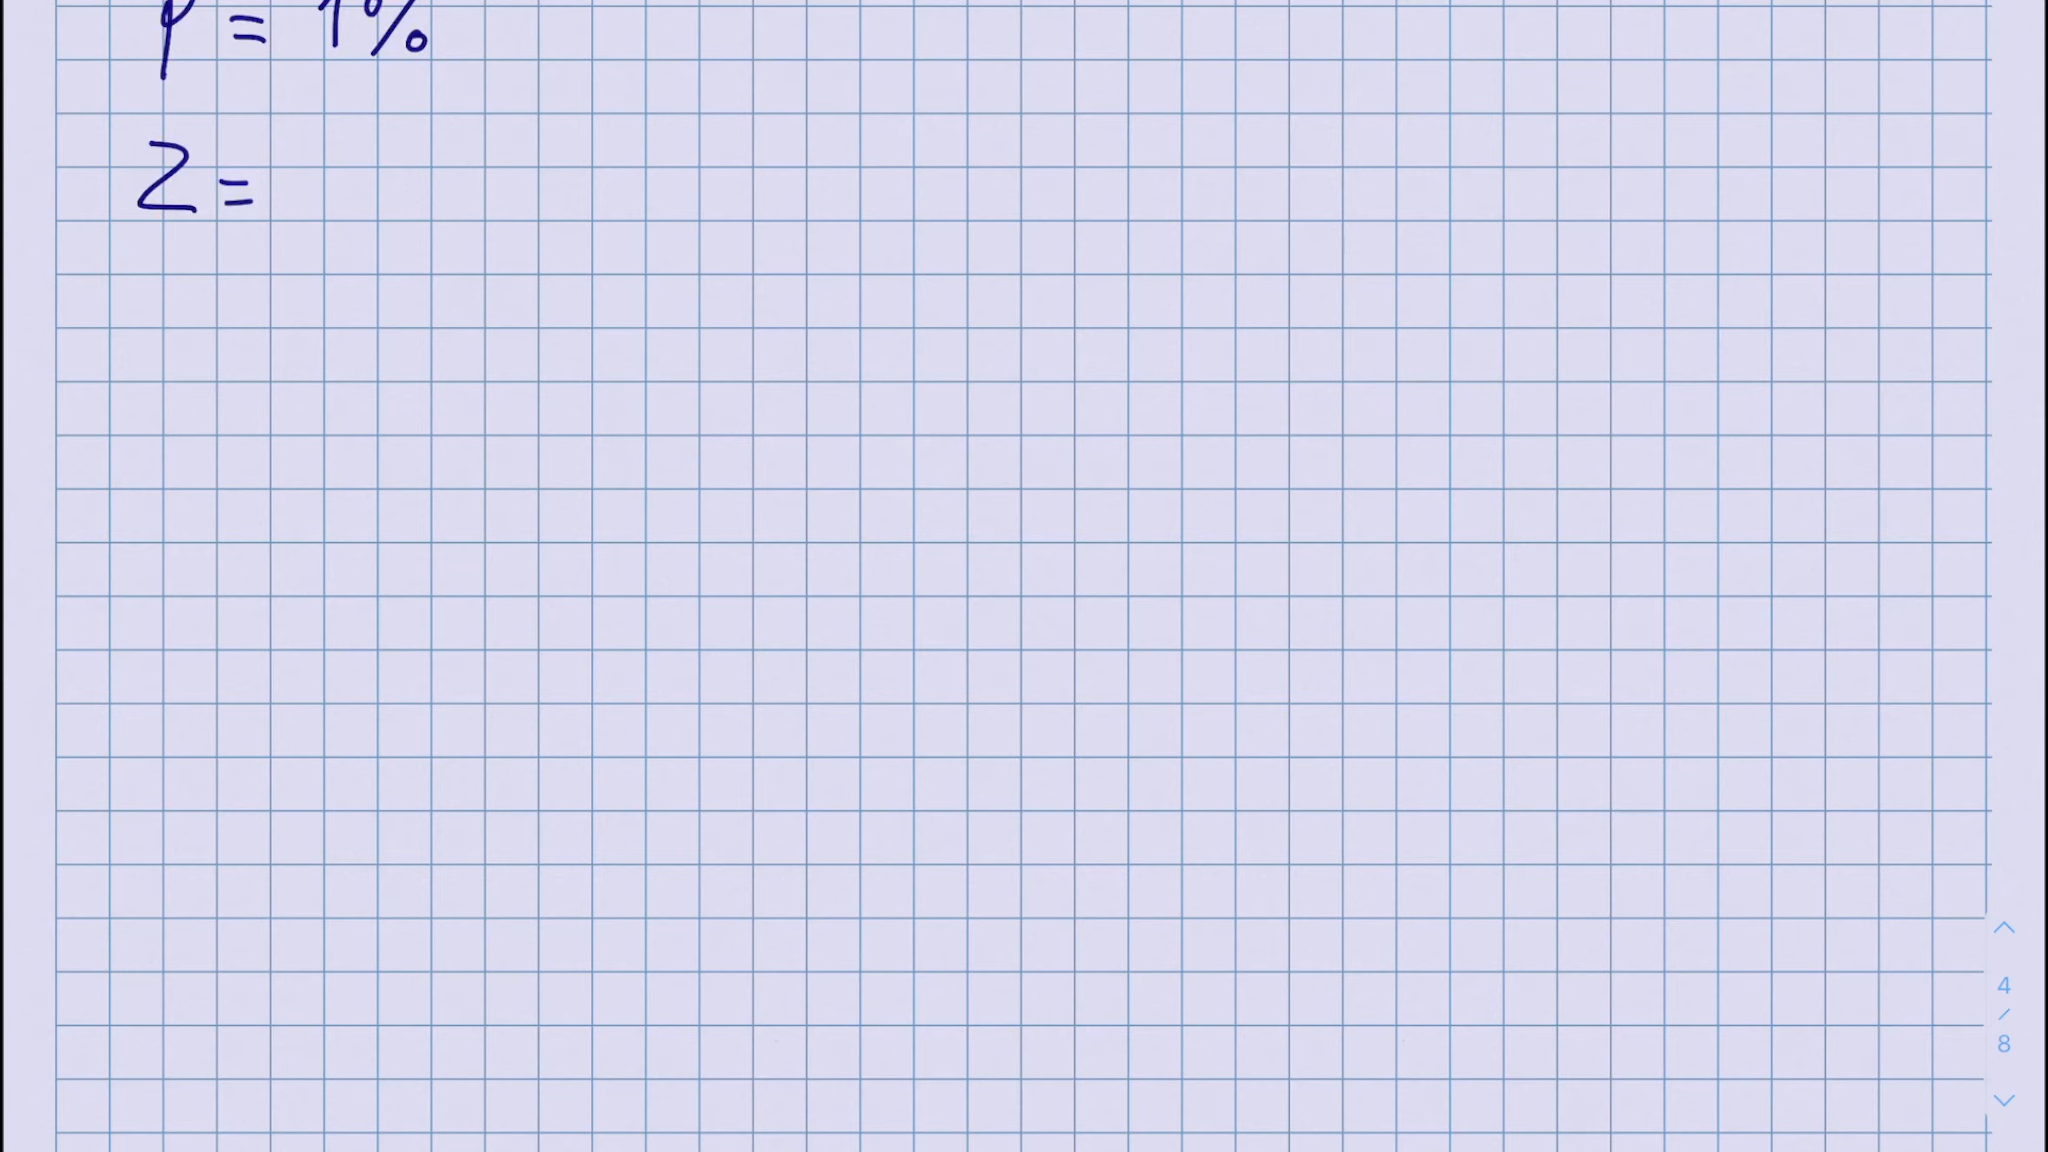 p = 1%
Z =
4
/
8